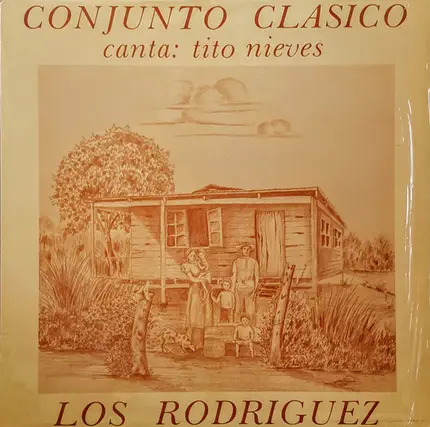 CONJUNTO CLASICO
canta: tito nieves
LOS RODRIGUEZ